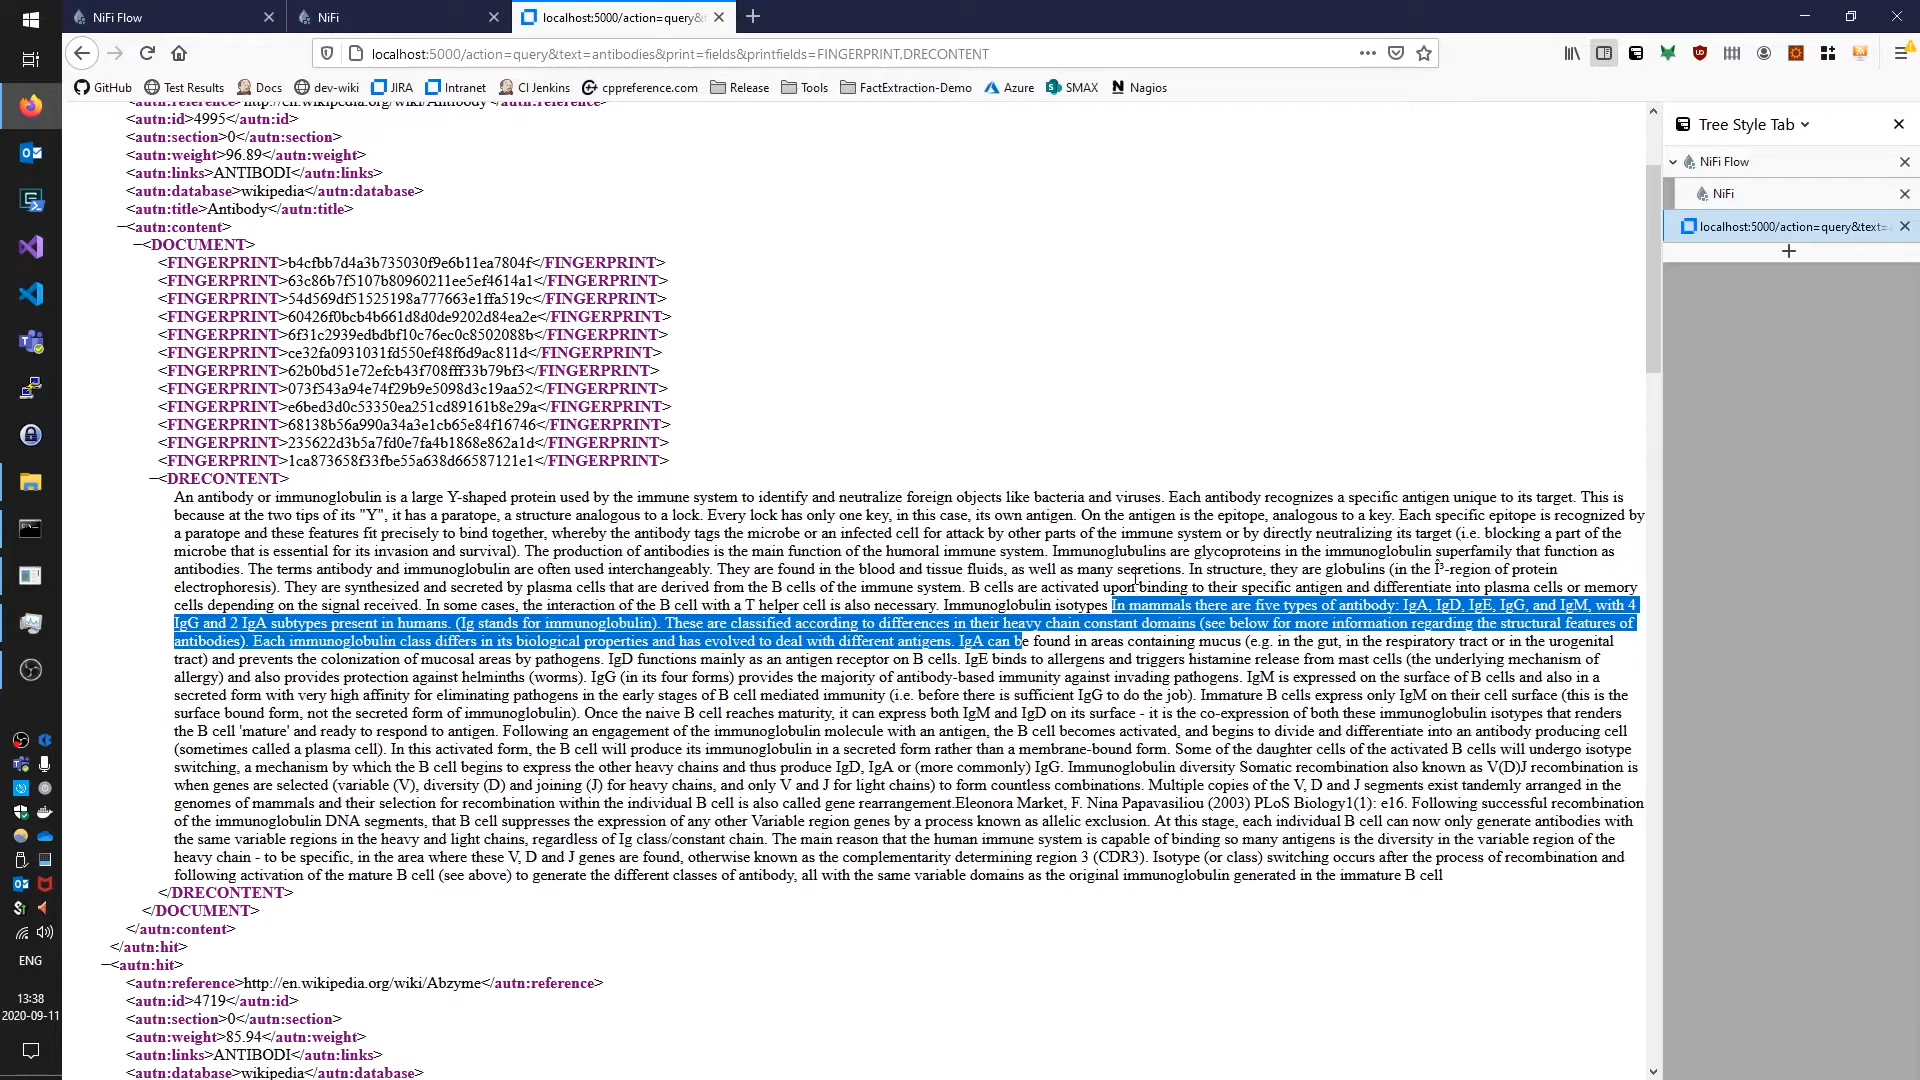 NiFi Flow
NiFi
localhost:5000/action=query&t
localhost:5000/action=query&text=antibodies&print=fields&printfields=FINGERPRINT,DRECONTENT
GitHub Test Results Docs dev-wiki JIRA Intranet CI Jenkins cppreference.com Release Tools FactExtraction-Demo Azure SMAX Nagios
<autn:reference>http://en.wikipedia.org/wiki/Antibody</autn:reference>
<autn:id>4995</autn:id>
<autn:section>0</autn:section>
<autn:weight>96.89</autn:weight>
<autn:links>ANTIBODI</autn:links>
<autn:database>wikipedia</autn:database>
<autn:title>Antibody</autn:title>
−<autn:content>
−<DOCUMENT>
<FINGERPRINT>b4cfbb7d4a3b735030f9e6b11ea7804f</FINGERPRINT>
<FINGERPRINT>63c86b7f5107b80960211ee5ef4614a1</FINGERPRINT>
<FINGERPRINT>54d569df51525198a777663e1ffa519c</FINGERPRINT>
<FINGERPRINT>60426f0bcb4b661d8d0de9202d84ea2e</FINGERPRINT>
<FINGERPRINT>6f31c2939edbdbf10c76ec0c8502088b</FINGERPRINT>
<FINGERPRINT>ce32fa0931031fd550ef48f6d9ac811d</FINGERPRINT>
<FINGERPRINT>62b0bd51e72efcb43f708fff33b79bf3</FINGERPRINT>
<FINGERPRINT>073f543a94e74f29b9e5098d3c19aa52</FINGERPRINT>
<FINGERPRINT>e6bed3d0c53350ea251cd89161b8e29a</FINGERPRINT>
<FINGERPRINT>68138b56a990a34a3e1cb65e84f16746</FINGERPRINT>
<FINGERPRINT>235622d3b5a7fd0e7fa4b1868e862a1d</FINGERPRINT>
<FINGERPRINT>1ca873658f33fbe55a638d66587121e1</FINGERPRINT>
−<DRECONTENT>
An antibody or immunoglobulin is a large Y-shaped protein used by the immune system to identify and neutralize foreign objects like bacteria and viruses. Each antibody recognizes a specific antigen unique to its target. This is
because at the two tips of its "Y", it has a paratope, a structure analogous to a lock. Every lock has only one key, in this case, its own antigen. On the antigen is the epitope, analogous to a key. Each specific epitope is recognized by
a paratope and these features fit precisely to bind together, whereby the antibody tags the microbe or an infected cell for attack by other parts of the immune system or by directly neutralizing its target (i.e. blocking a part of the
microbe that is essential for its invasion and survival). The production of antibodies is the main function of the humoral immune system. Immunoglubulins are glycoproteins in the immunoglobulin superfamily that function as
antibodies. The terms antibody and immunoglobulin are often used interchangeably. They are found in the blood and tissue fluids, as well as many secretions. In structure, they are globulins (in the Î³-region of protein
electrophoresis). They are synthesized and secreted by plasma cells that are derived from the B cells of the immune system. B cells are activated upon binding to their specific antigen and differentiate into plasma cells or memory
cells depending on the signal received. In some cases, the interaction of the B cell with a T helper cell is also necessary. Immunoglobulin isotypes In mammals there are five types of antibody: IgA, IgD, IgE, IgG, and IgM, with 4
IgG and 2 IgA subtypes present in humans. (Ig stands for immunoglobulin). These are classified according to differences in their heavy chain constant domains (see below for more information regarding the structural features of
antibodies). Each immunoglobulin class differs in its biological properties and has evolved to deal with different antigens. IgA can be found in areas containing mucus (e.g. in the gut, in the respiratory tract or in the urogenital
tract) and prevents the colonization of mucosal areas by pathogens. IgD functions mainly as an antigen receptor on B cells. IgE binds to allergens and triggers histamine release from mast cells (the underlying mechanism of
allergy) and also provides protection against helminths (worms). IgG (in its four forms) provides the majority of antibody-based immunity against invading pathogens. IgM is expressed on the surface of B cells and also in a
secreted form with very high affinity for eliminating pathogens in the early stages of B cell mediated immunity (i.e. before there is sufficient IgG to do the job). Immature B cells express only IgM on their cell surface (this is the
surface bound form, not the secreted form of immunoglobulin). Once the naive B cell reaches maturity, it can express both IgM and IgD on its surface - it is the co-expression of both these immunoglobulin isotypes that renders
the B cell 'mature' and ready to respond to antigen. Following an engagement of the immunoglobulin molecule with an antigen, the B cell becomes activated, and begins to divide and differentiate into an antibody producing cell
(sometimes called a plasma cell). In this activated form, the B cell will produce its immunoglobulin in a secreted form rather than a membrane-bound form. Some of the daughter cells of the activated B cells will undergo isotype
switching, a mechanism by which the B cell begins to express the other heavy chains and thus produce IgD, IgA or (more commonly) IgG. Immunoglobulin diversity Somatic recombination also known as V(D)J recombination is
when genes are selected (variable (V), diversity (D) and joining (J) for heavy chains, and only V and J for light chains) to form countless combinations. Multiple copies of the V, D and J segments exist tandemly arranged in the
genomes of mammals and their selection for recombination within the individual B cell is also called gene rearrangement.Eleonora Market, F. Nina Papavasiliou (2003) PLoS Biology1(1): e16. Following successful recombination
of the immunoglobulin DNA segments, that B cell suppresses the expression of any other Variable region genes by a process known as allelic exclusion. At this stage, each individual B cell can now only generate antibodies with
the same variable regions in the heavy and light chains, regardless of Ig class/constant chain. The main reason that the human immune system is capable of binding so many antigens is the diversity in the variable region of the
heavy chain - to be specific, in the area where these V, D and J genes are found, otherwise known as the complementarity determining region 3 (CDR3). Isotype (or class) switching occurs after the process of recombination and
following activation of the mature B cell (see above) to generate the different classes of antibody, all with the same variable domains as the original immunoglobulin generated in the immature B cell
</DRECONTENT>
</DOCUMENT>
</autn:content>
</autn:hit>
−<autn:hit>
<autn:reference>http://en.wikipedia.org/wiki/Abzyme</autn:reference>
<autn:id>4719</autn:id>
<autn:section>0</autn:section>
<autn:weight>85.94</autn:weight>
<autn:links>ANTIBODI</autn:links>
<autn:database>wikipedia</autn:database>
Tree Style Tab
NiFi Flow
NiFi
localhost:5000/action=query&text=
ENG
13:38
2020-09-11